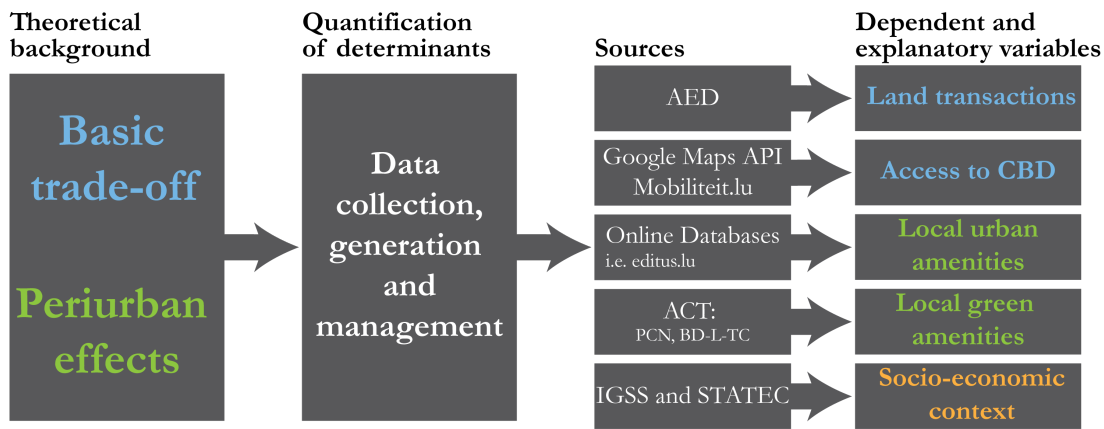 Theoretical
background
Basic
trade-off
Periurban
effects
Quantification
of determinants
Data
collection,
generation
and
management
Sources
AED
Google Maps API
Mobiliteit.lu
Online Databases
i.e. editus.lu
ACT:
PCN, BD-L-TC
IGSS and STATEC
Dependent and
explanatory variables
Land transactions
Access to CBD
Local urban
amenities
Local green
amenities
Socio-economic
context